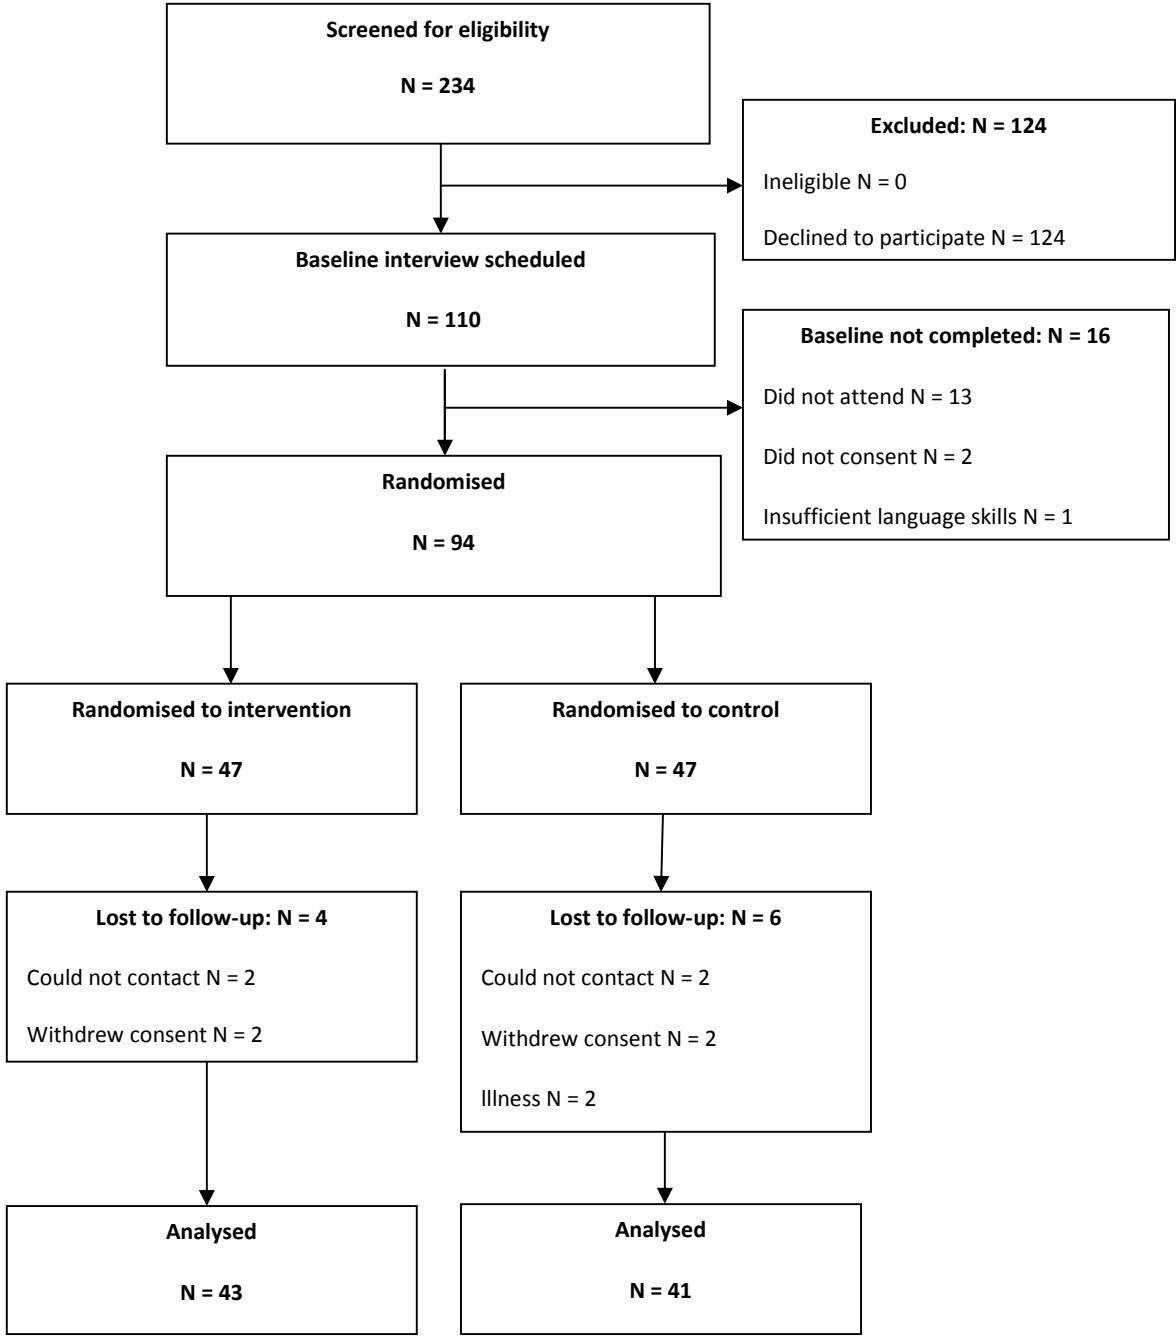 Screened for eligibility
N = 234
Excluded: N = 124
Ineligible N = 0
Declined to participate N = 124
Baseline interview scheduled
N = 110
Baseline not completed: N = 16
Did not attend N = 13
Did not consent N = 2
Insufficient language skills N = 1
Randomised
N = 94
Randomised to intervention
N = 47
Randomised to control
N = 47
Lost to follow-up: N = 4
Could not contact N = 2
Withdrew consent N = 2
Lost to follow-up: N = 6
Could not contact N = 2
Withdrew consent N = 2
Illness N = 2
Analysed
N = 43
Analysed
N = 41